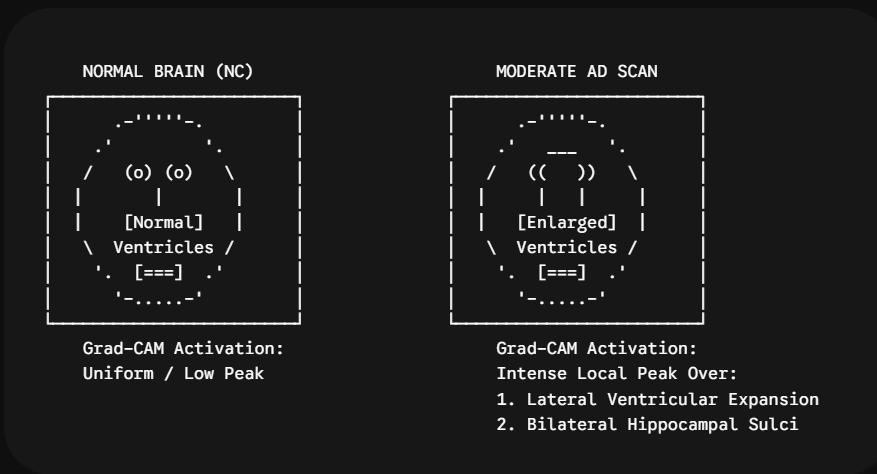 NORMAL BRAIN (NC)
(o) (o)
[Normal]
Ventricles
[===]
Grad-CAM Activation:
Uniform / Low Peak
MODERATE AD SCAN
___
(( ))
[Enlarged]
Ventricles
[===]
Grad-CAM Activation:
Intense Local Peak Over:
1. Lateral Ventricular Expansion
2. Bilateral Hippocampal Sulci